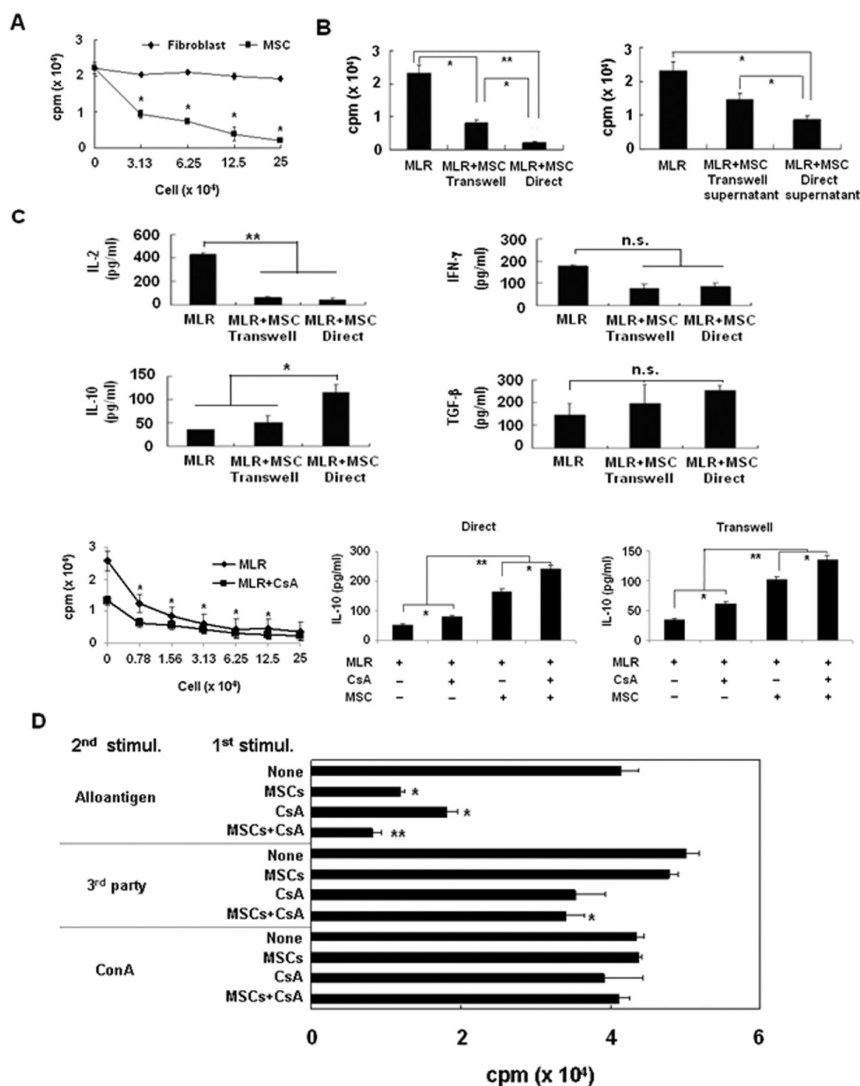 A
Fibroblast MSC
cpm (x 10⁴)
3
2
1
0
* * * *
0 3.13 6.25 12.5 25
Cell (x 10⁴)
B
cpm (x 10⁴)
3
2
1
0
* ** *
MLR MLR+MSC MLR+MSC
Transwell Direct
cpm (x 10⁴)
3
2
1
0
* *
MLR MLR+MSC MLR+MSC
Transwell Direct
supernatant supernatant
C
IL-2
(pg/ml)
600
400
200
0
**
MLR MLR+MSC MLR+MSC
Transwell Direct
IFN-γ
(pg/ml)
300
200
100
0
n.s.
MLR MLR+MSC MLR+MSC
Transwell Direct
IL-10
(pg/ml)
150
100
50
0
*
MLR MLR+MSC MLR+MSC
Transwell Direct
TGF-β
(pg/ml)
300
200
100
0
n.s.
MLR MLR+MSC MLR+MSC
Transwell Direct
cpm (x 10⁴)
3
2
1
0
MLR
MLR+CsA
* * * * *
0 0.78 1.56 3.13 6.25 12.5 25
Cell (x 10⁴)
Direct
IL-10 (pg/ml)
300
200
100
0
* ** *
MLR + + + +
CsA – + – +
MSC – – + +
Transwell
IL-10 (pg/ml)
150
100
50
0
* ** *
MLR + + + +
CsA – + – +
MSC – – + +
D
2nd stimul. 1st stimul.
Alloantigen
None
MSCs *
CsA *
MSCs+CsA **
3rd party
None
MSCs
CsA
MSCs+CsA *
ConA
None
MSCs
CsA
MSCs+CsA
0 2 4 6
cpm (x 10⁴)